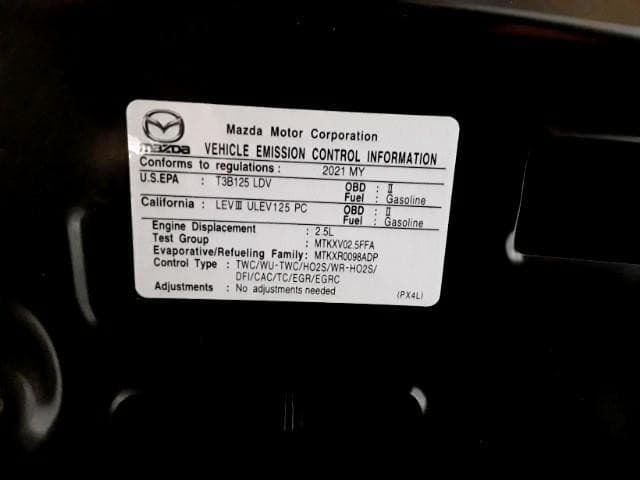 mazda
Mazda Motor Corporation
VEHICLE EMISSION CONTROL INFORMATION
Conforms to regulations : 2021 MY
U.S.EPA : T3B125 LDV OBD : Ⅱ
Fuel : Gasoline
California : LEVⅢ ULEV125 PC OBD : Ⅱ
Fuel : Gasoline
Engine Displacement : 2.5L
Test Group : MTKXV02.5FFA
Evaporative/Refueling Family: MTKXR0098ADP
Control Type : TWC/WU-TWC/HO2S/WR-HO2S/
DFI/CAC/TC/EGR/EGRC
Adjustments : No adjustments needed
(PX4L)